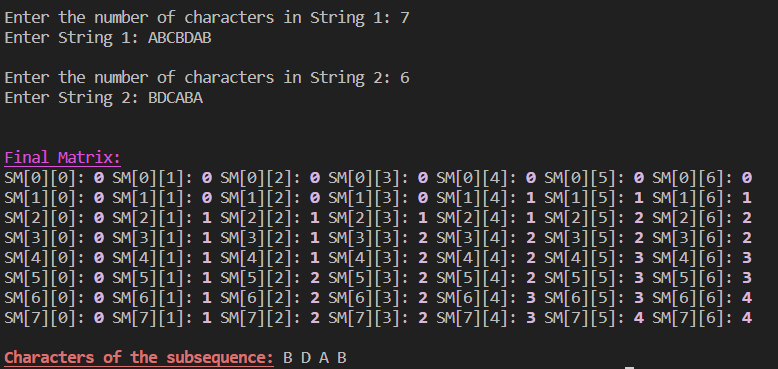 Enter the number of characters in String 1: 7
Enter String 1: ABCBDAB
Enter the number of characters in String 2: 6
Enter String 2: BDCABA
Final Matrix:
SM[0][0]: 0 SM[0][1]: 0 SM[0][2]: 0 SM[0][3]: 0 SM[0][4]: 0 SM[0][5]: 0 SM[0][6]: 0
SM[1][0]: 0 SM[1][1]: 0 SM[1][2]: 0 SM[1][3]: 0 SM[1][4]: 1 SM[1][5]: 1 SM[1][6]: 1
SM[2][0]: 0 SM[2][1]: 1 SM[2][2]: 1 SM[2][3]: 1 SM[2][4]: 1 SM[2][5]: 2 SM[2][6]: 2
SM[3][0]: 0 SM[3][1]: 1 SM[3][2]: 1 SM[3][3]: 2 SM[3][4]: 2 SM[3][5]: 2 SM[3][6]: 2
SM[4][0]: 0 SM[4][1]: 1 SM[4][2]: 1 SM[4][3]: 2 SM[4][4]: 2 SM[4][5]: 3 SM[4][6]: 3
SM[5][0]: 0 SM[5][1]: 1 SM[5][2]: 2 SM[5][3]: 2 SM[5][4]: 2 SM[5][5]: 3 SM[5][6]: 3
SM[6][0]: 0 SM[6][1]: 1 SM[6][2]: 2 SM[6][3]: 2 SM[6][4]: 3 SM[6][5]: 3 SM[6][6]: 4
SM[7][0]: 0 SM[7][1]: 1 SM[7][2]: 2 SM[7][3]: 2 SM[7][4]: 3 SM[7][5]: 4 SM[7][6]: 4
Characters of the subsequence: B D A B